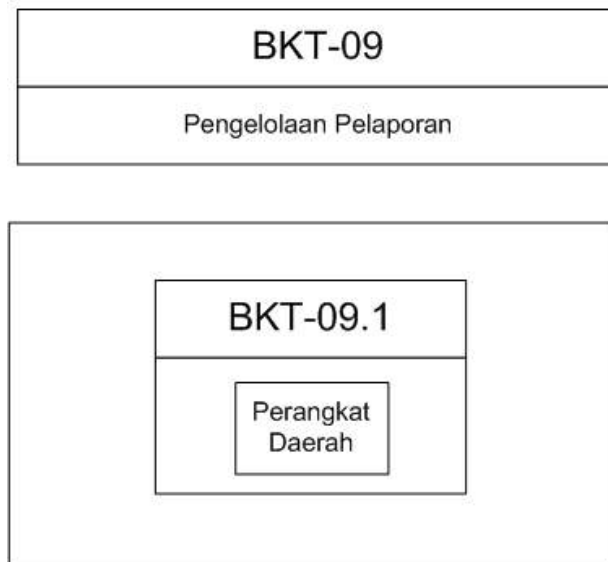 BKT-09
Pengelolaan Pelaporan
BKT-09.1
Perangkat
Daerah